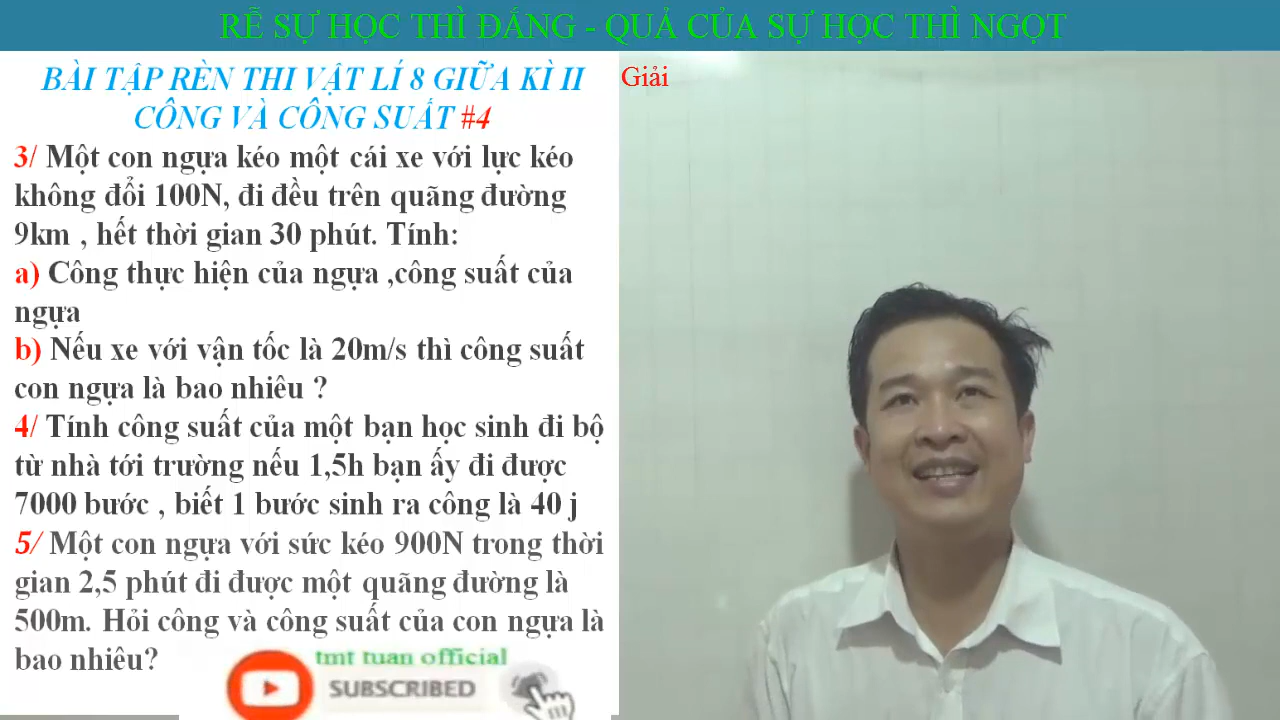 RỄ SỰ HỌC THÌ ĐẮNG - QUẢ CỦA SỰ HỌC THÌ NGỌT
BÀI TẬP RÈN THI VẬT LÍ 8 GIỮA KÌ II
CÔNG VÀ CÔNG SUẤT #4
3/ Một con ngựa kéo một cái xe với lực kéo
không đổi 100N, đi đều trên quãng đường
9km , hết thời gian 30 phút. Tính:
a) Công thực hiện của ngựa ,công suất của
ngựa
b) Nếu xe với vận tốc là 20m/s thì công suất
con ngựa là bao nhiêu ?
4/ Tính công suất của một bạn học sinh đi bộ
từ nhà tới trường nếu 1,5h bạn ấy đi được
7000 bước , biết 1 bước sinh ra công là 40 j
5/ Một con ngựa với sức kéo 900N trong thời
gian 2,5 phút đi được một quãng đường là
500m. Hỏi công và công suất của con ngựa là
bao nhiêu?
tmt tuan official
SUBSCRIBED
Giải